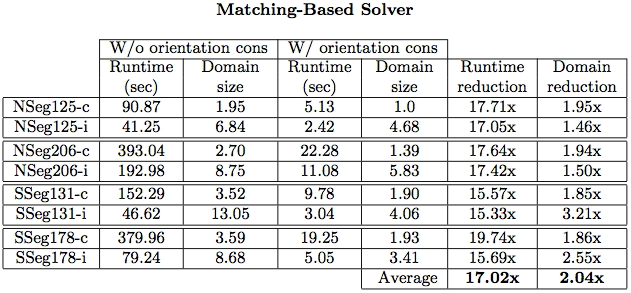 Matching-Based Solver
W/o orientation cons W/ orientation cons
Runtime Domain Runtime Domain Runtime Domain
(sec) size (sec) size reduction reduction
NSeg125-c 90.87 1.95 5.13 1.0 17.71x 1.95x
NSeg125-i 41.25 6.84 2.42 4.68 17.05x 1.46x
NSeg206-c 393.04 2.70 22.28 1.39 17.64x 1.94x
NSeg206-i 192.98 8.75 11.08 5.83 17.42x 1.50x
SSeg131-c 152.29 3.52 9.78 1.90 15.57x 1.85x
SSeg131-i 46.62 13.05 3.04 4.06 15.33x 3.21x
SSeg178-c 379.96 3.59 19.25 1.93 19.74x 1.86x
SSeg178-i 79.24 8.68 5.05 3.41 15.69x 2.55x
Average 17.02x 2.04x